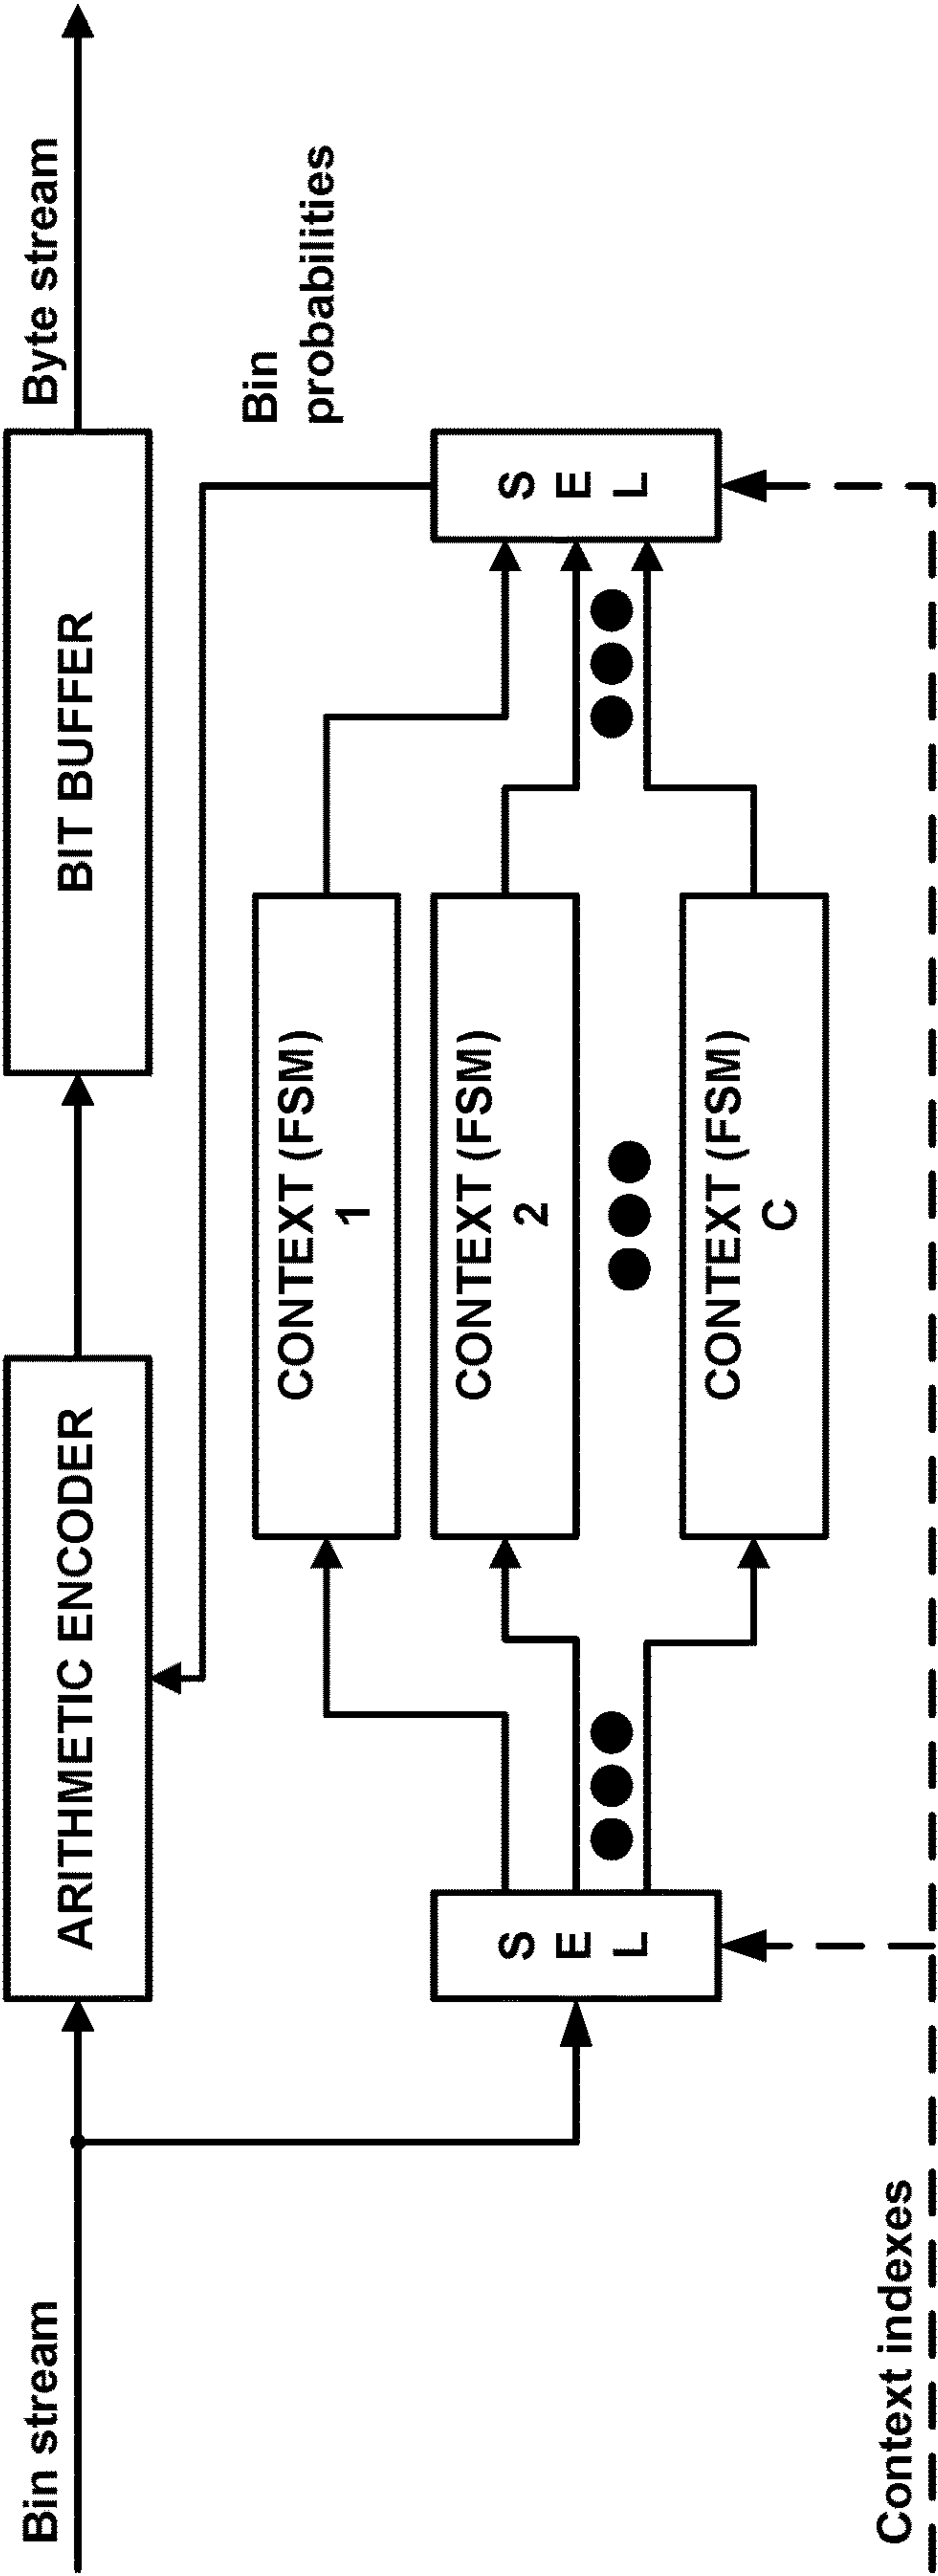 Bin stream
ARITHMETIC ENCODER
BIT BUFFER
Byte stream
Bin
probabilities
CONTEXT (FSM)
1
CONTEXT (FSM)
2
CONTEXT (FSM)
C
S
E
L
S
E
L
Context indexes